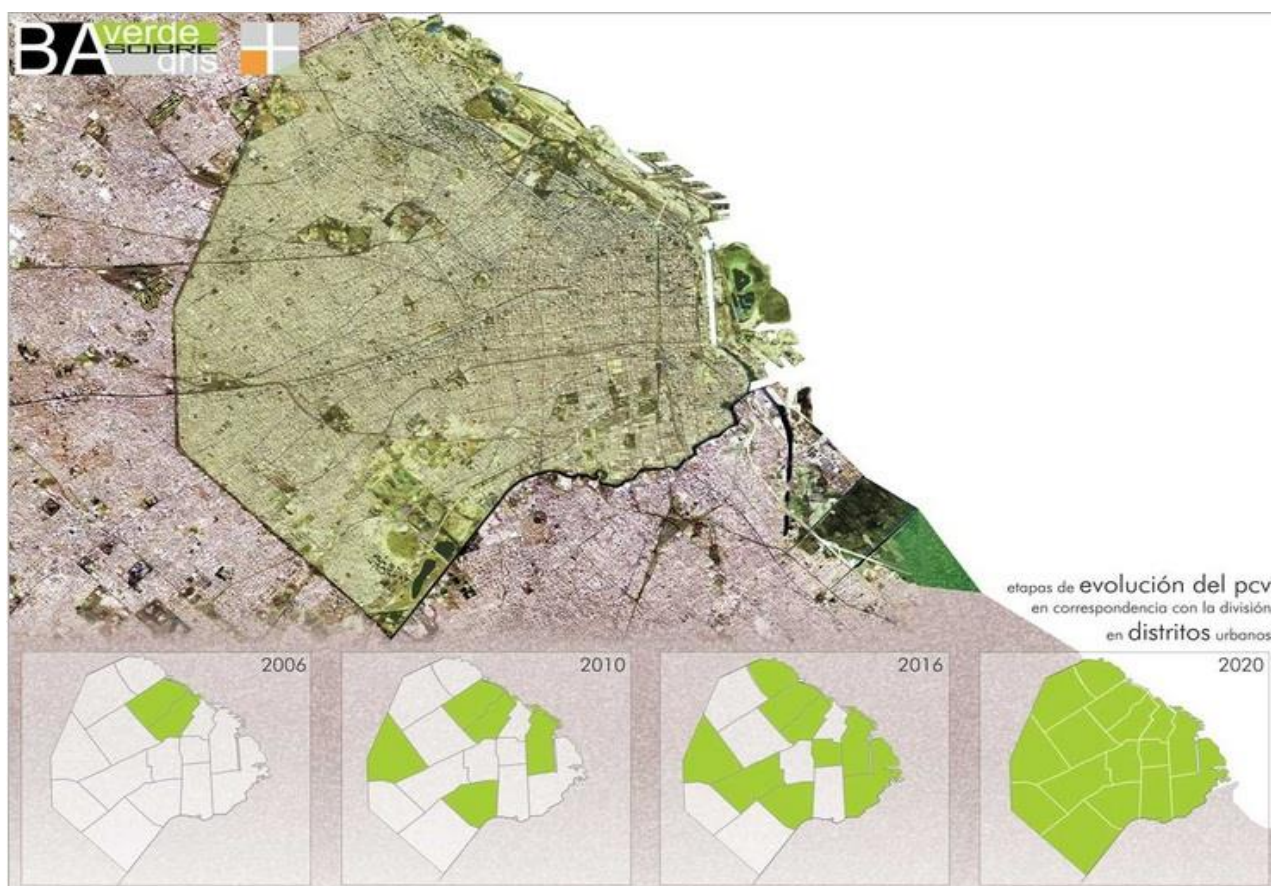 BA verde
SOBRE
gris
etapas de evolución del pcv
en correspondencia con la división
en distritos urbanos
2006
2010
2016
2020